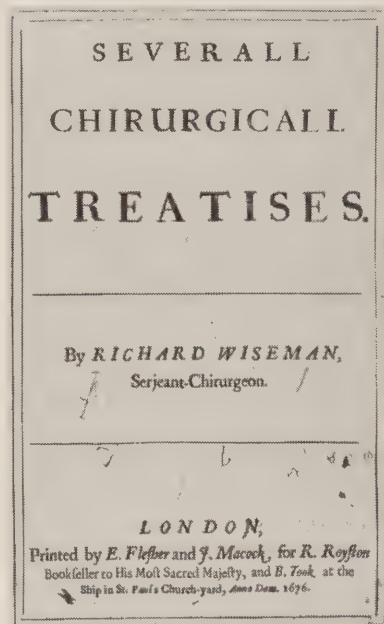 SEVERALL
CHIRURGICALL
TREATISES.
By RICHARD WISEMAN,
Serjeant-Chirurgeon.
LONDON,
Printed by E. Flesher and J. Macock, for R. Royston
Bookseller to His Most Sacred Majesty, and B. Took at the
Ship in St. Paul's Church-yard, Anno Dom. 1676.